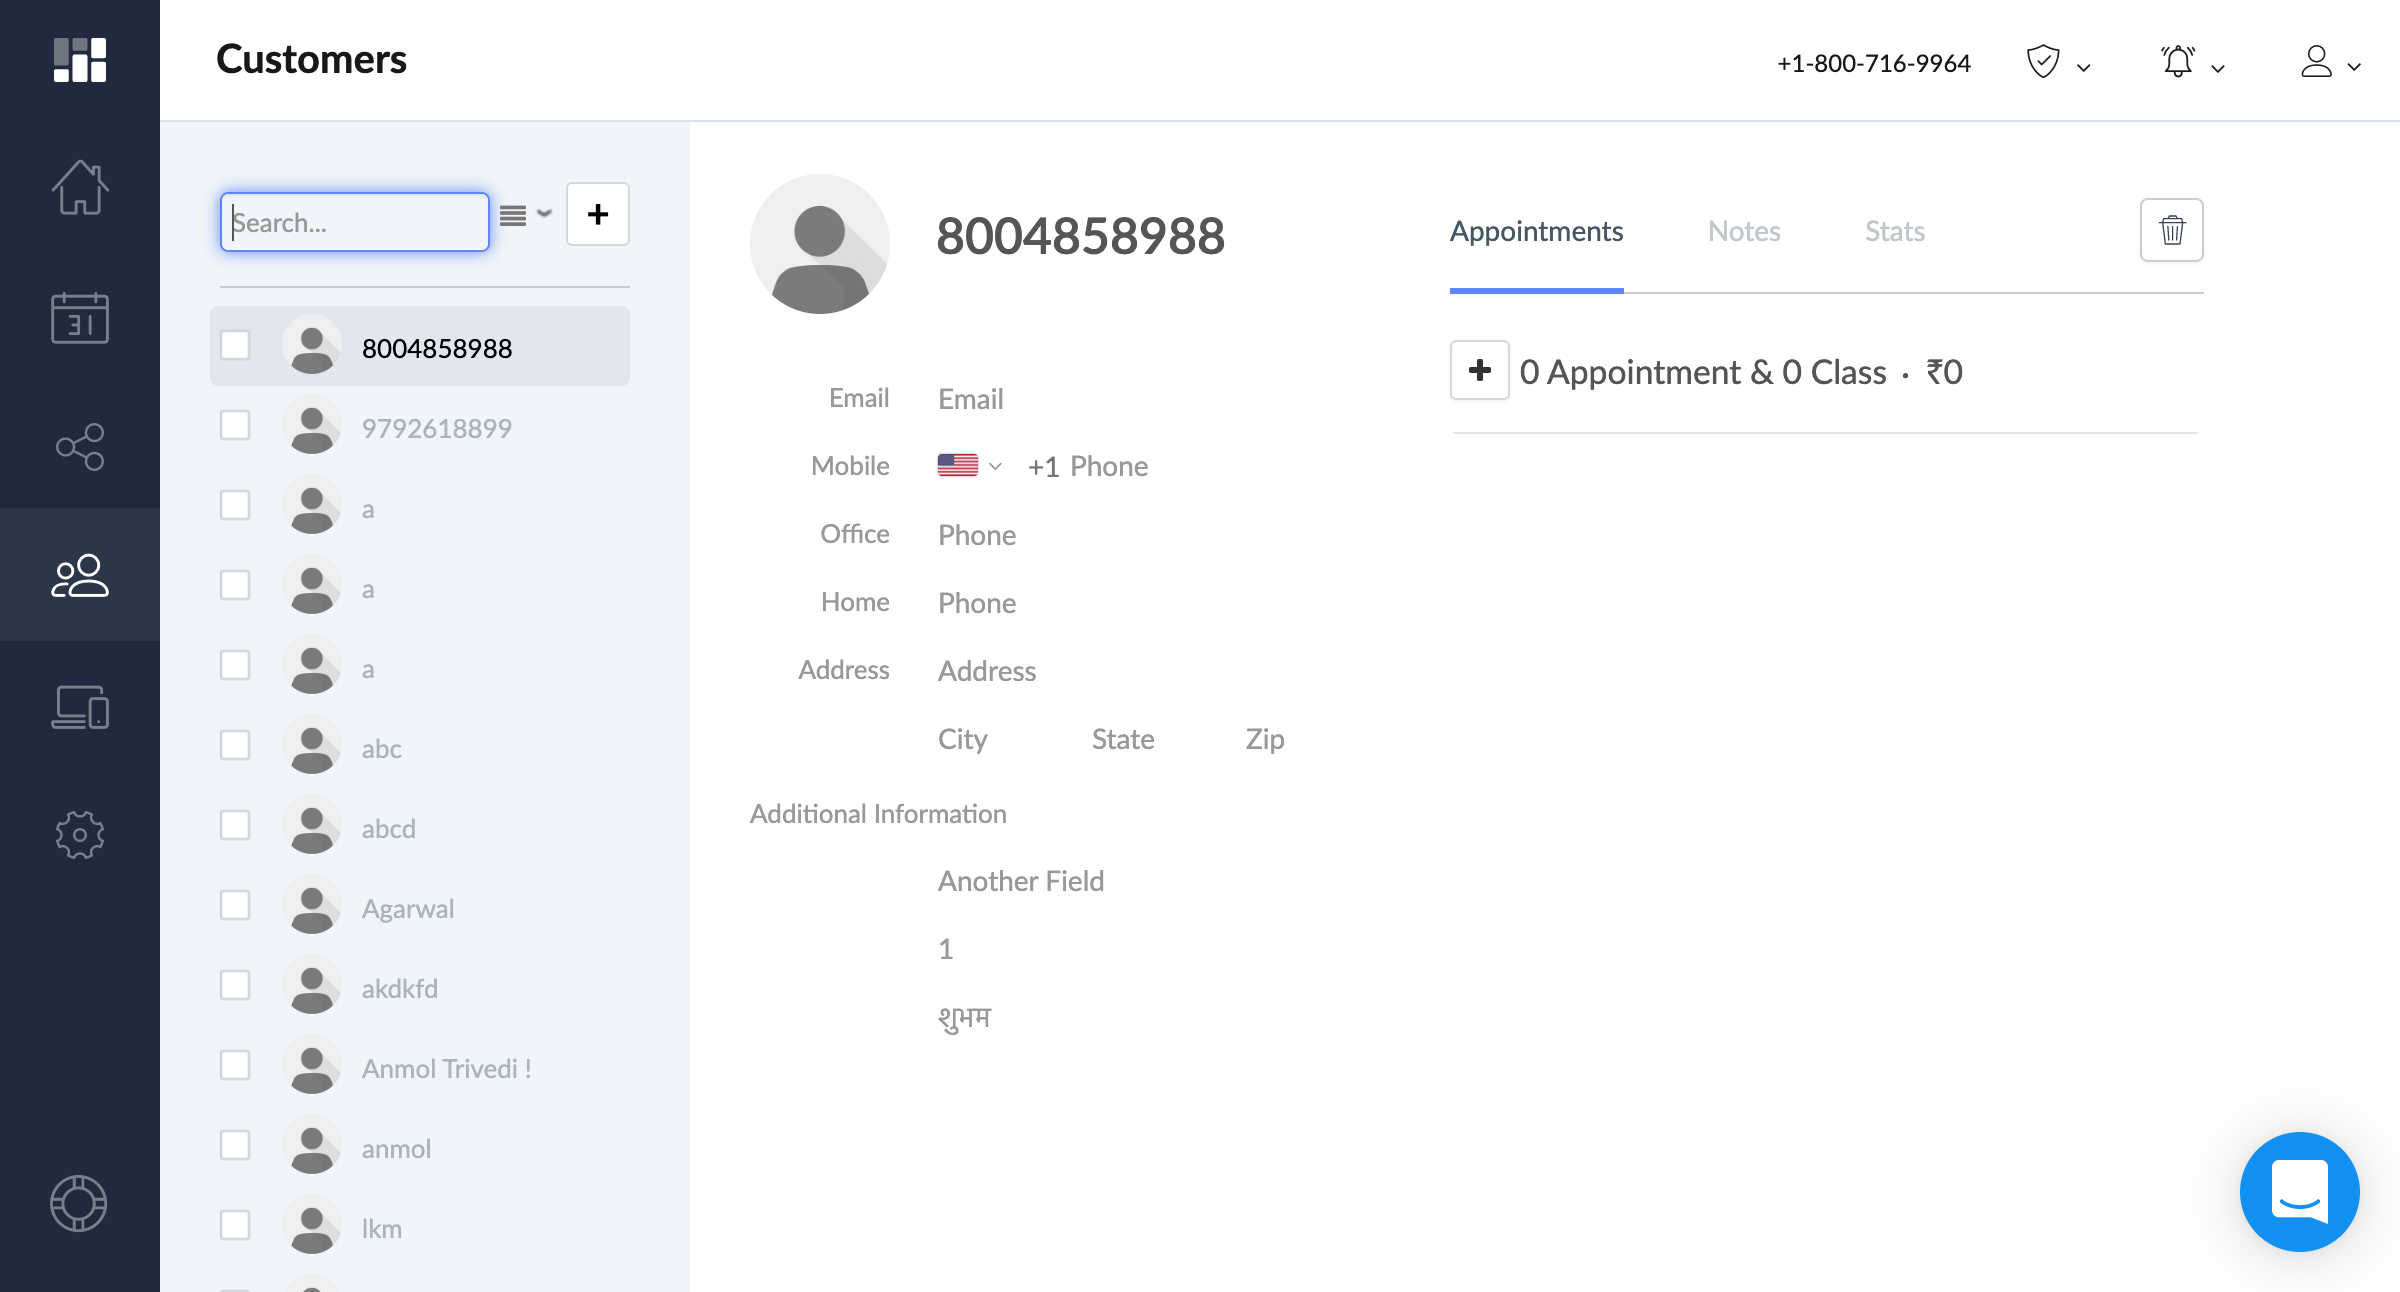 Customers
+1-800-716-9964
Search...
8004858988
9792618899
a
a
a
abc
abcd
Agarwal
akdkfd
Anmol Trivedi !
anmol
lkm
8004858988
Email Email
Mobile +1 Phone
Office Phone
Home Phone
Address Address
City State Zip
Additional Information
Another Field
1
शुभम
Appointments Notes Stats
0 Appointment & 0 Class · ₹0
31